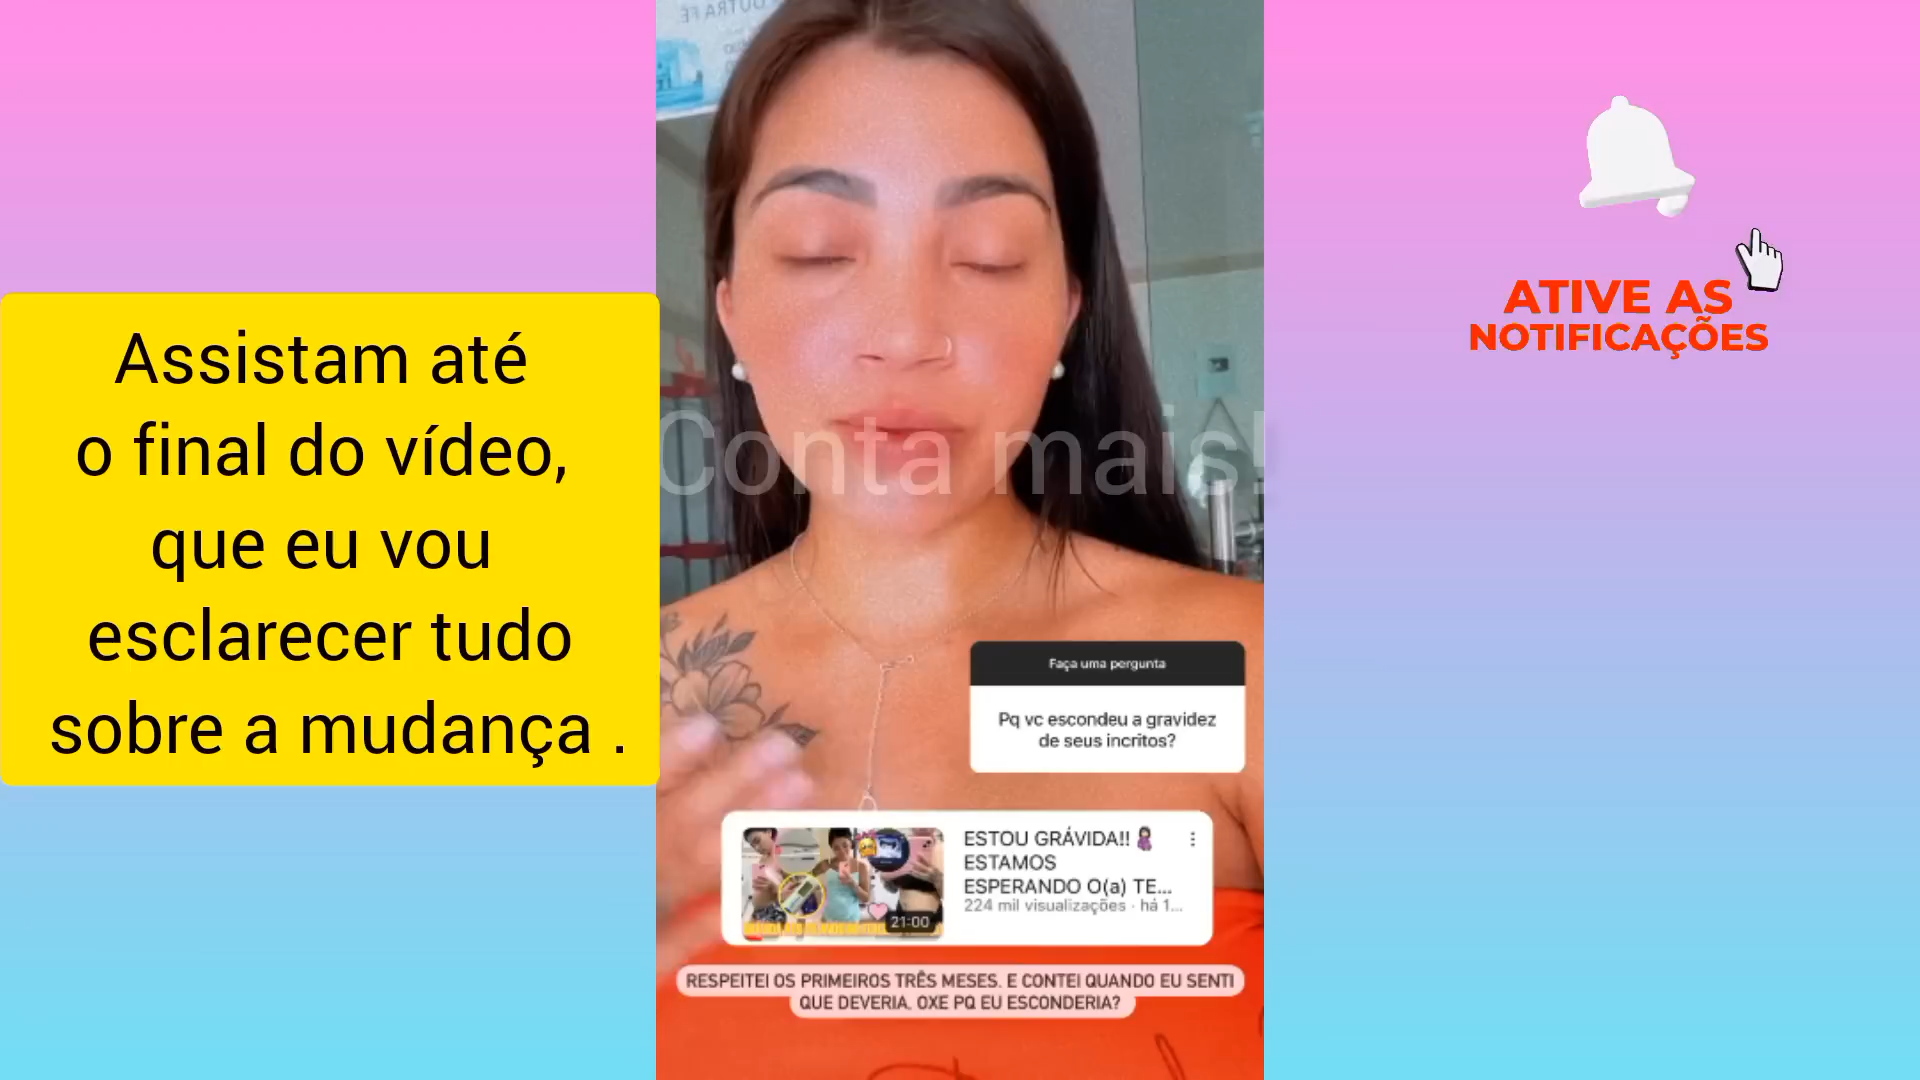 OUTRA FÉ
Assistam até
o final do vídeo,
que eu vou
esclarecer tudo
sobre a mudança .
Conta mais!
ATIVE AS
NOTIFICAÇÕES
Faça uma pergunta
Pq vc escondeu a gravidez
de seus incritos?
ESTOU GRÁVIDA!!
ESTAMOS
ESPERANDO O(a) TE...
224 mil visualizações · há 1...
21:00
RESPEITEI OS PRIMEIROS TRÊS MESES. E CONTEI QUANDO EU SENTI
QUE DEVERIA. OXE PQ EU ESCONDERIA?